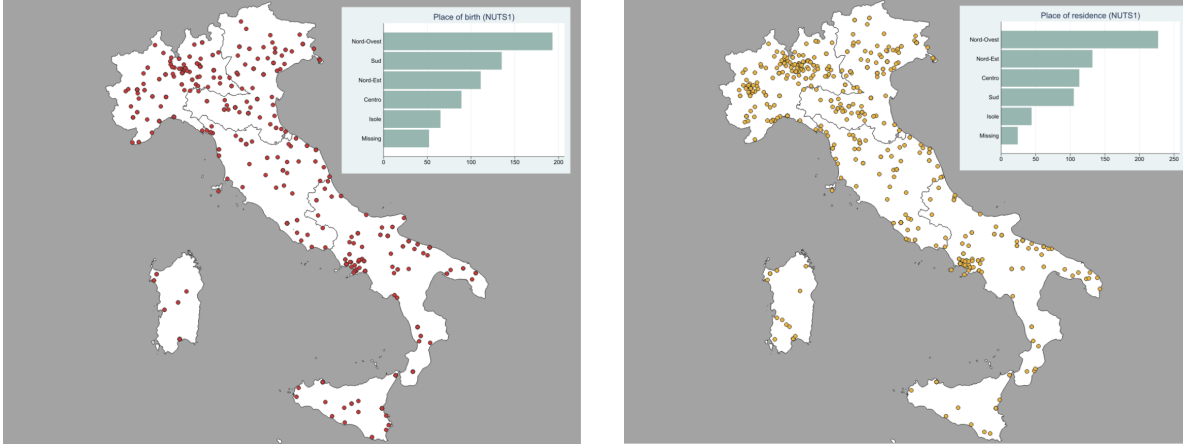 Place of birth (NUTS1)
Nord-Ovest
Sud
Nord-Est
Centro
Isole
Missing
0 50 100 150 200
Place of residence (NUTS1)
Nord-Ovest
Nord-Est
Centro
Sud
Isole
Missing
0 50 100 150 200 250